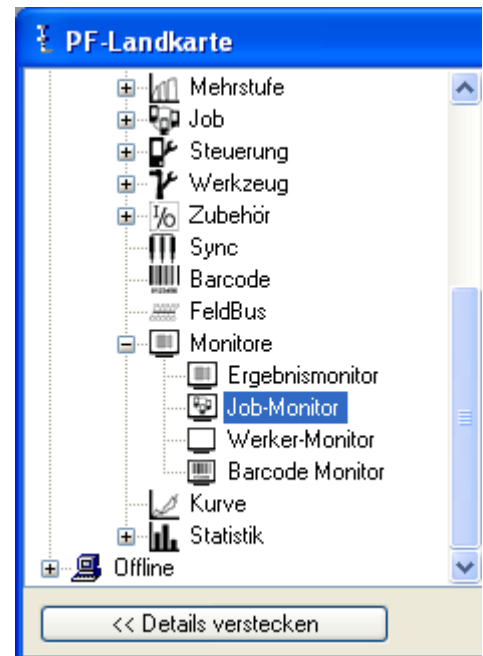 PF-Landkarte
Mehrstufe
Job
Steuerung
Werkzeug
Zubehör
Sync
Barcode
FeldBus
Monitore
Ergebnismonitor
Job-Monitor
Werker-Monitor
Barcode Monitor
Kurve
Statistik
Offline
<< Details verstecken